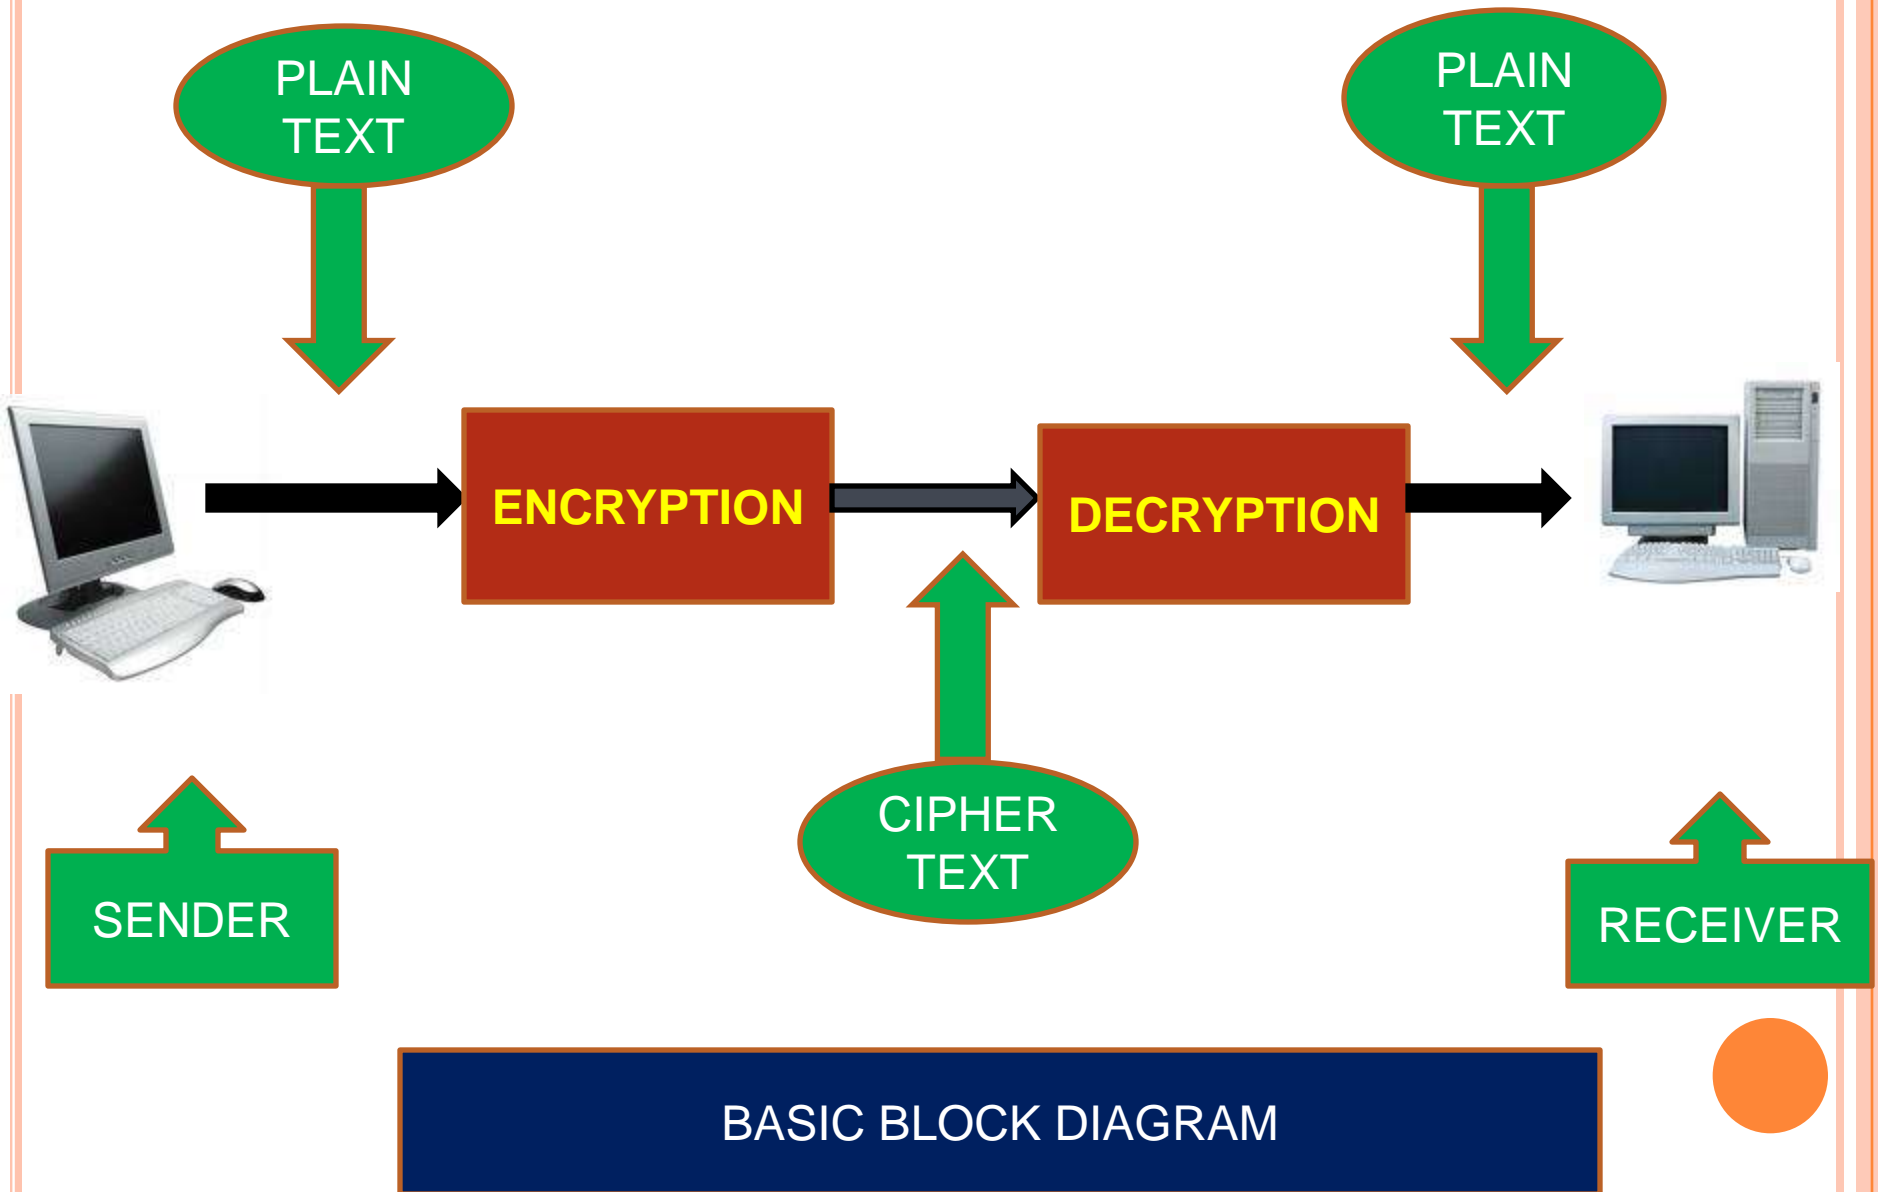 PLAIN
TEXT
PLAIN
TEXT
ENCRYPTION
DECRYPTION
CIPHER
TEXT
SENDER
RECEIVER
BASIC BLOCK DIAGRAM